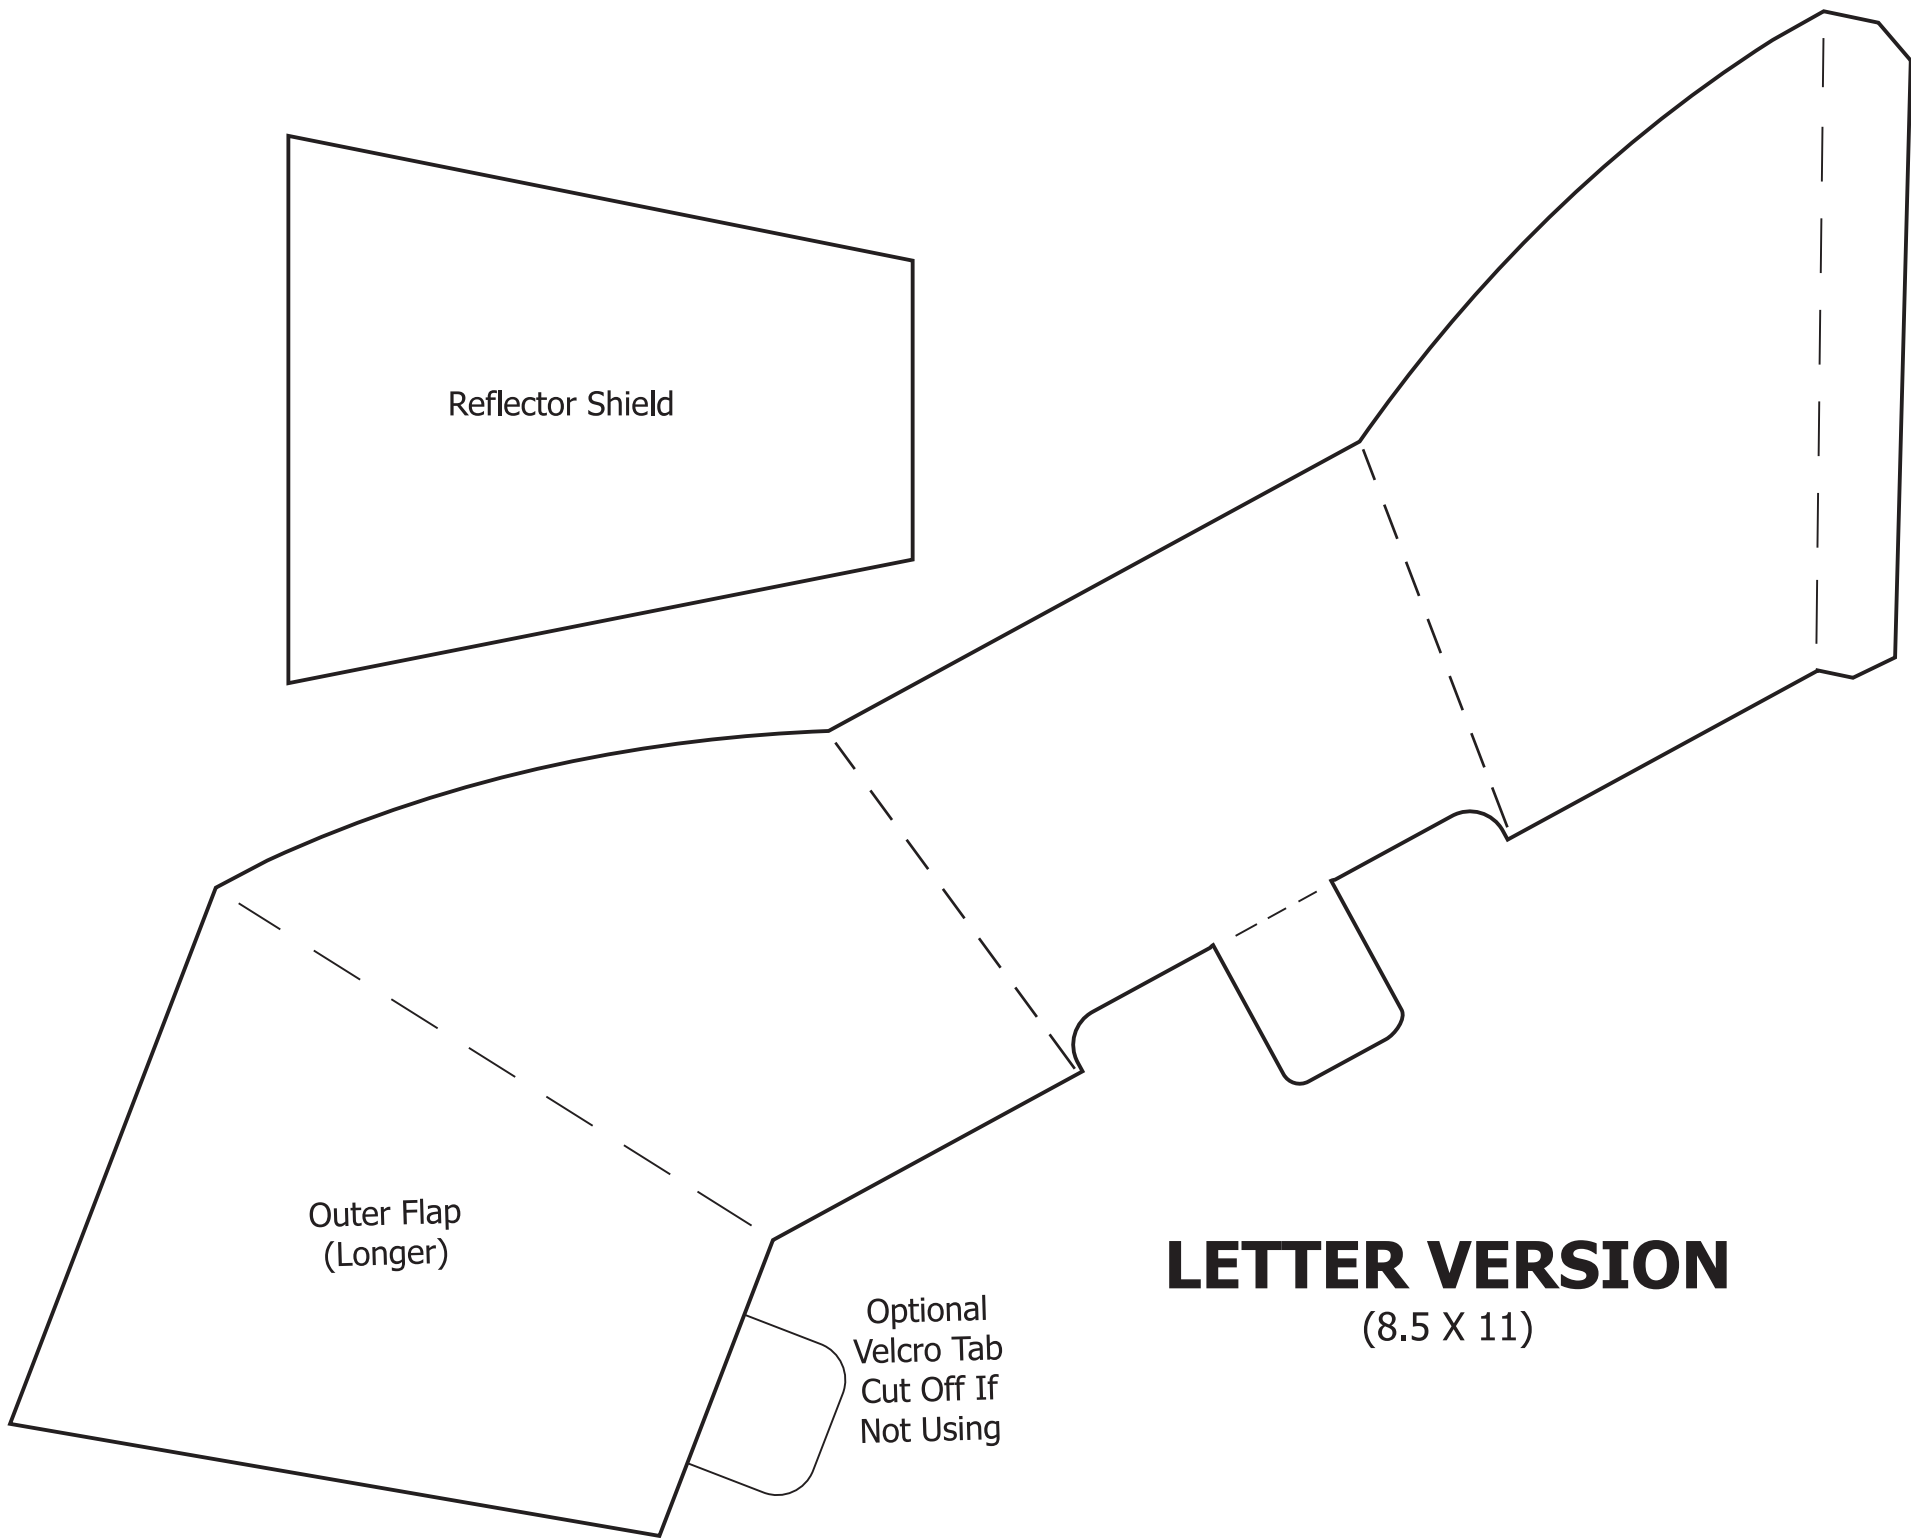 Reflector Shield
Outer Flap
(Longer)
Optional
Velcro Tab
Cut Off If
Not Using
LETTER VERSION
(8.5 X 11)